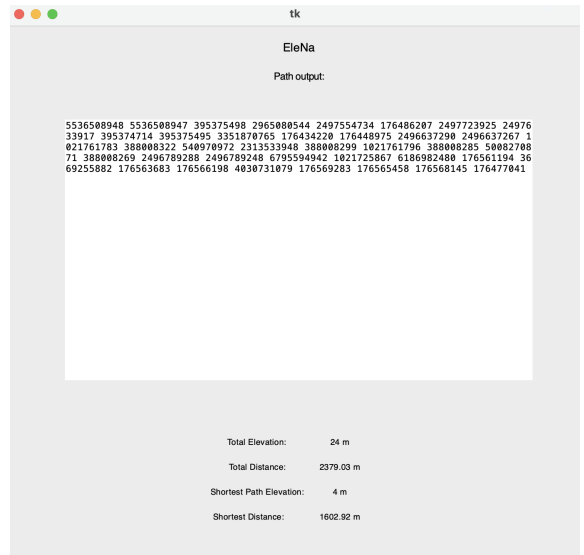 tk
EleNa
Path output:
5536508948 5536508947 395375498 2965080544 2497554734 176486207 2497723925 24976
33917 395374714 395375495 3351870765 176434220 176448975 2496637290 2496637267 1
021761783 388008322 540970972 2313533948 388008299 1021761796 388008285 50082708
71 388008269 2496789288 2496789248 6795594942 1021725867 6186982480 176561194 36
69255882 176563683 176566198 4030731079 176569283 176565458 176568145 176477041
Total Elevation: 24 m
Total Distance: 2379.03 m
Shortest Path Elevation: 4 m
Shortest Distance: 1602.92 m